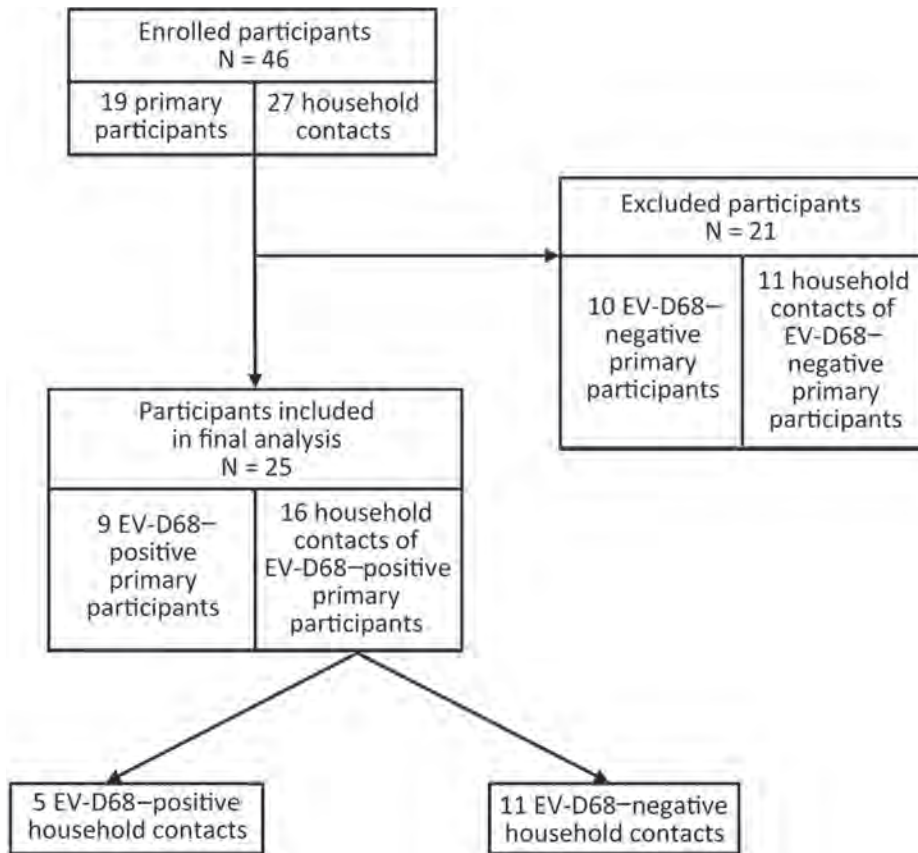 Enrolled participants
N = 46
19 primary
participants
27 household
contacts
Excluded participants
N = 21
10 EV-D68–
negative
primary
participants
11 household
contacts of
EV-D68–
negative
primary
participants
Participants included
in final analysis
N = 25
9 EV-D68–
positive
primary
participants
16 household
contacts of
EV-D68–positive
primary
participants
5 EV-D68–positive
household contacts
11 EV-D68–negative
household contacts